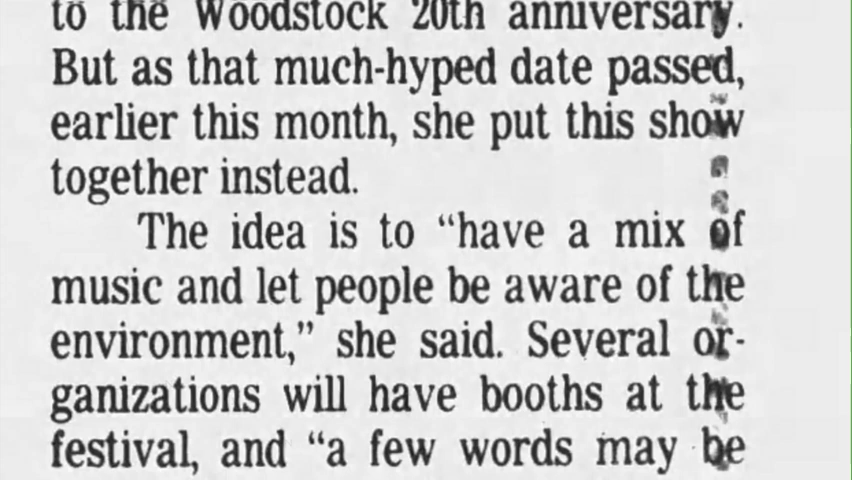 to the Woodstock 20th anniversary.
But as that much-hyped date passed,
earlier this month, she put this show
together instead.
The idea is to “have a mix of
music and let people be aware of the
environment,” she said. Several or-
ganizations will have booths at the
festival, and “a few words may be